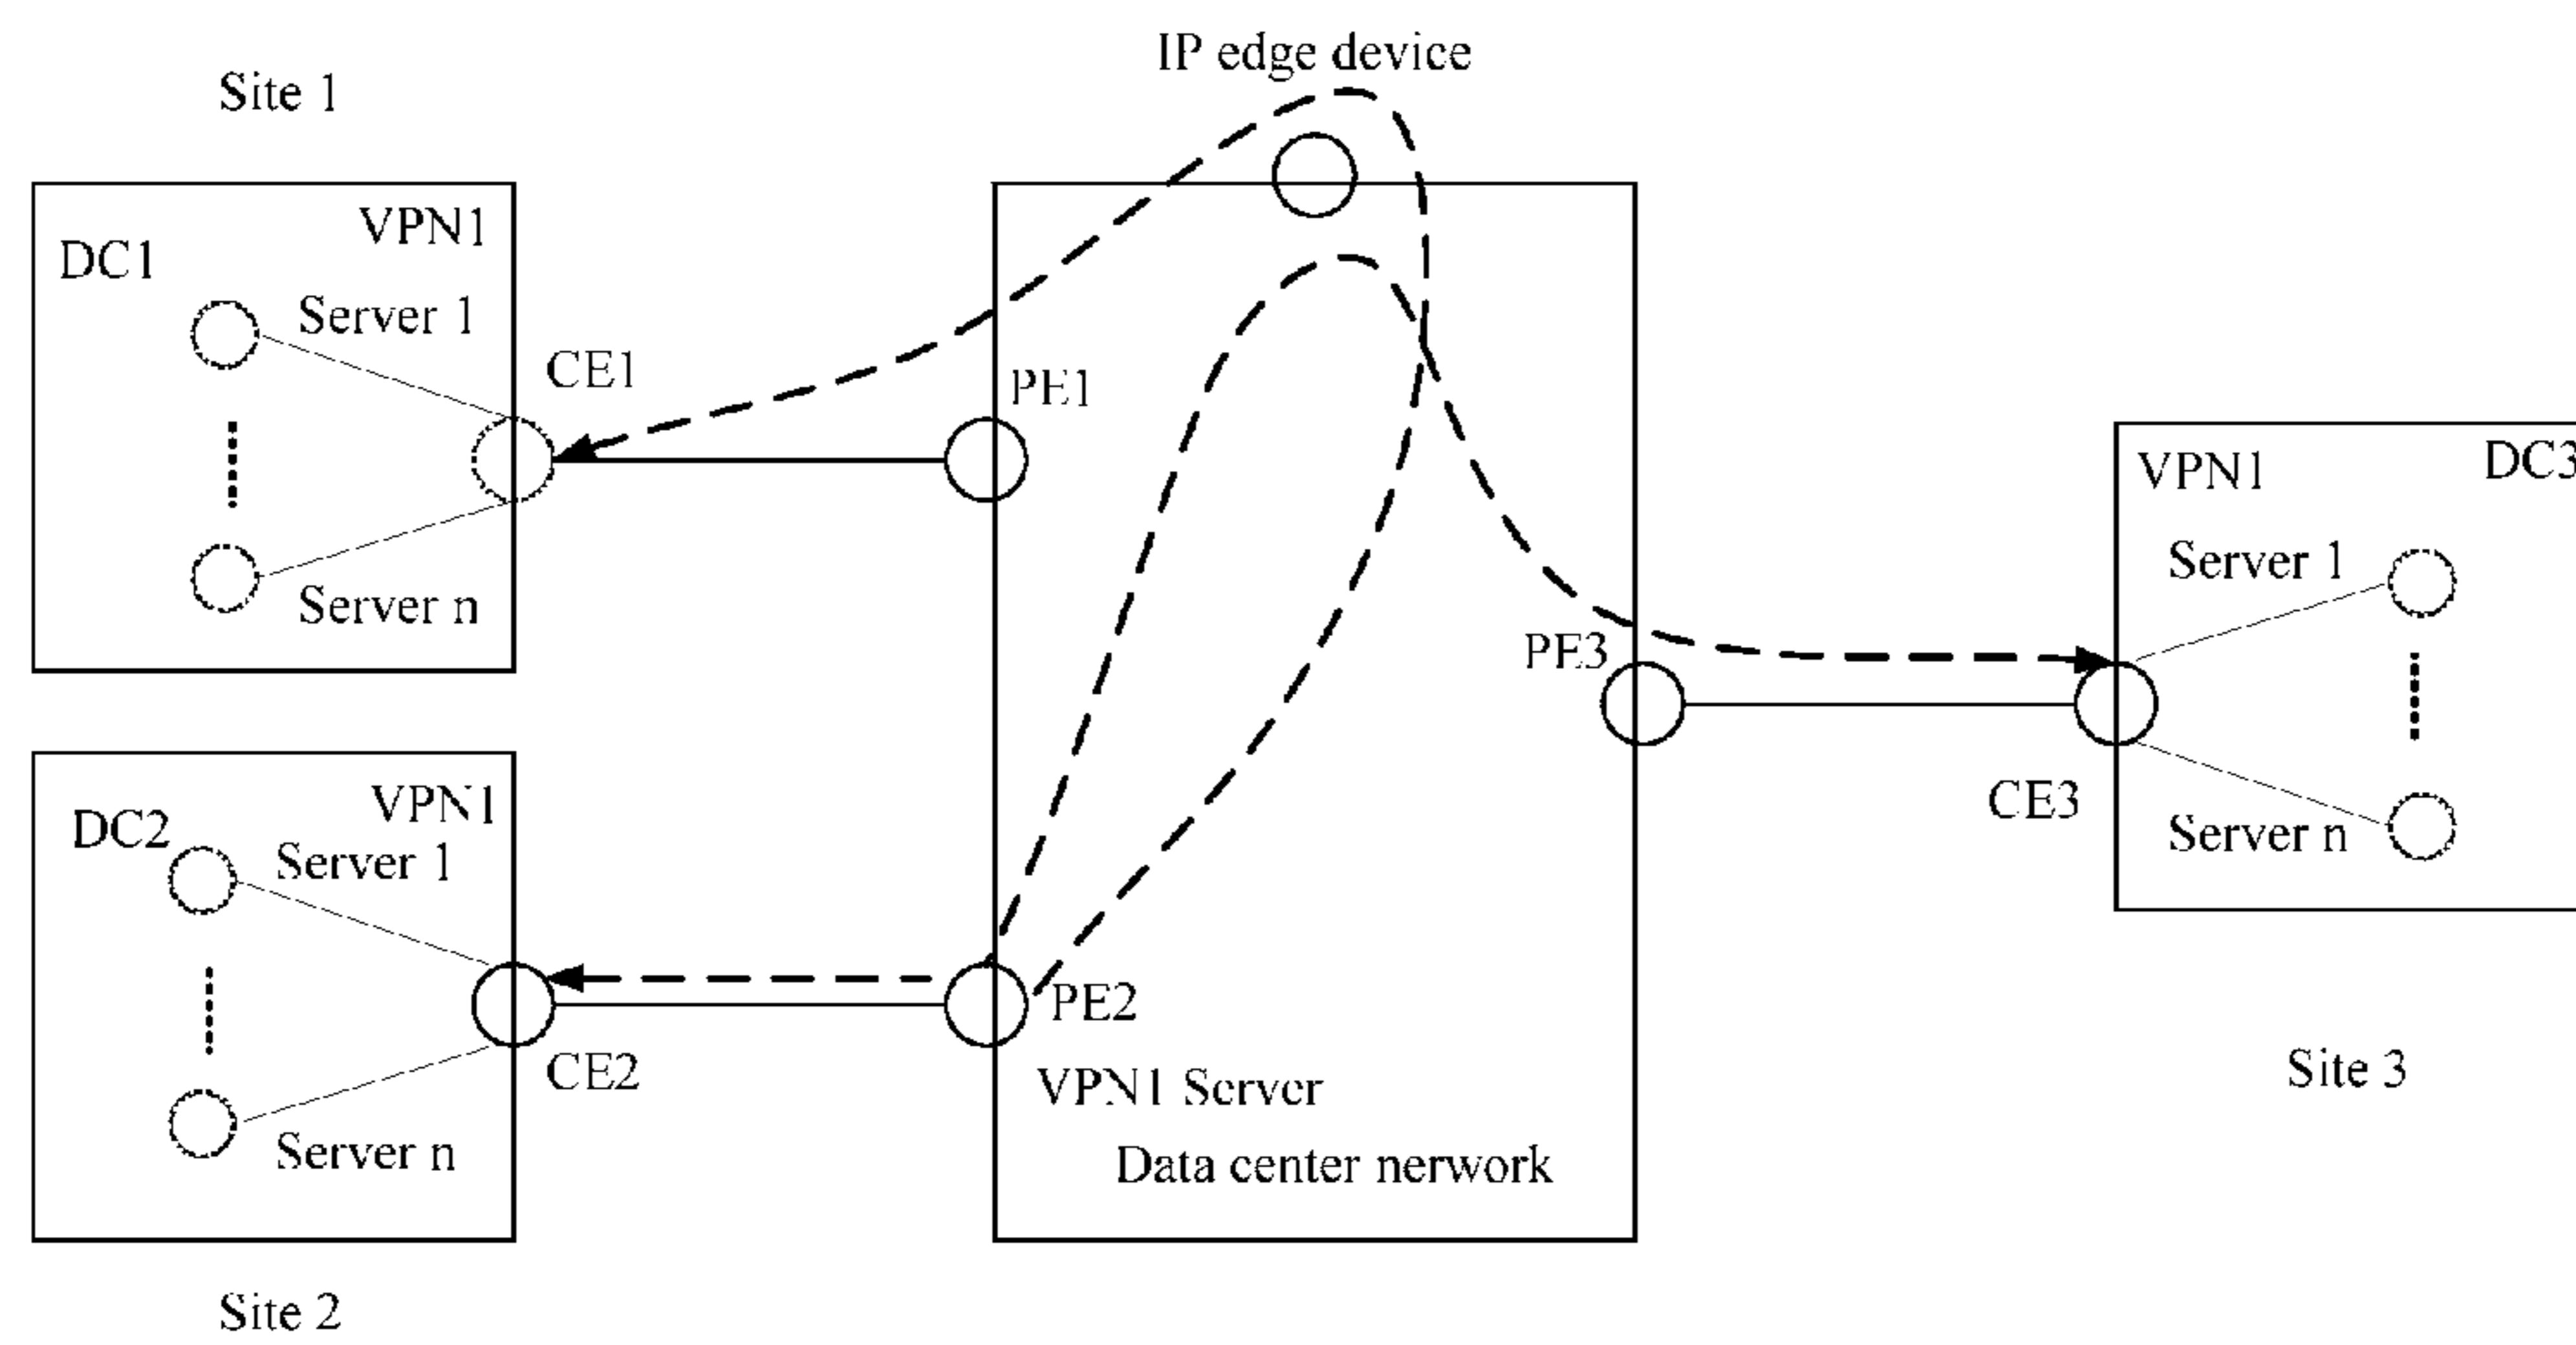 IP edge device
Site 1
VPN1
DC1
Server 1
CE1
PE1
Server n
VPN1
DC3
Server 1
PE3
CE3
Server n
VPN1
DC2
Server 1
PE2
CE2
VPN1 Server
Site 3
Server n
Data center nerwork
Site 2